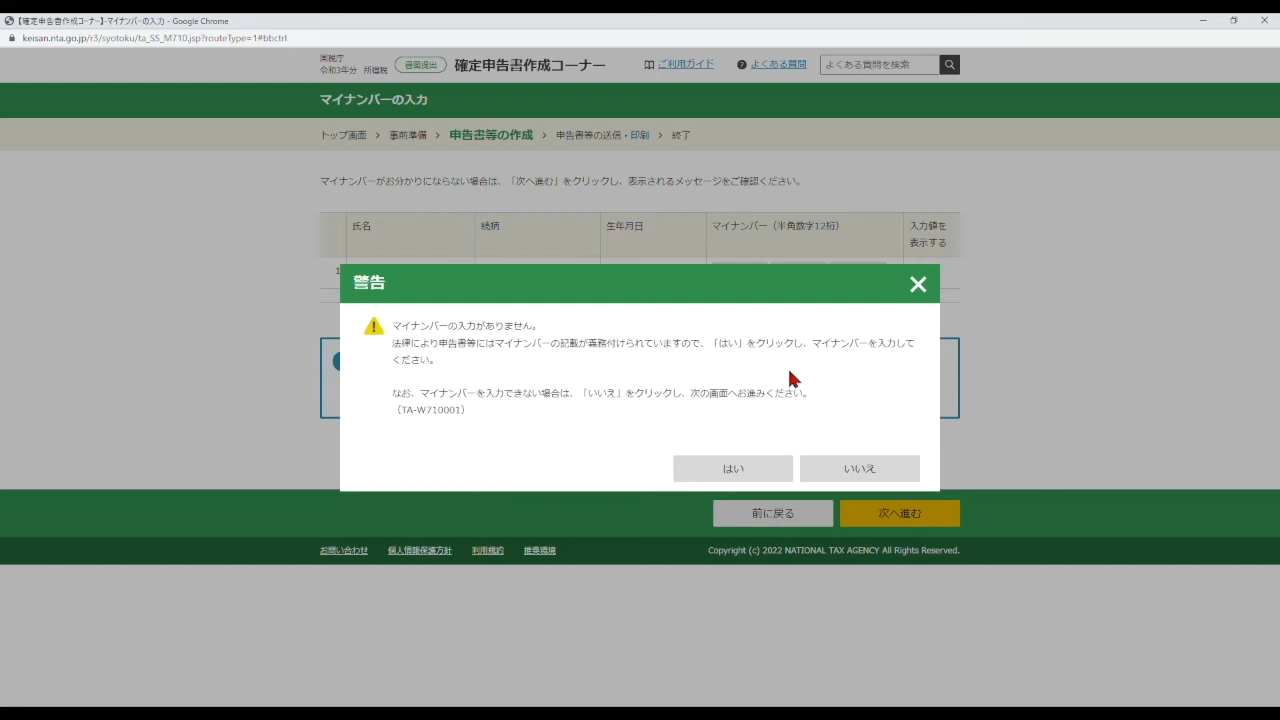 【確定申告書作成コーナー】-マイナンバーの入力 - Google Chrome
keisan.nta.go.jp/r3/syotoku/ta_SS_M710.jsp?routeType=1#bbctrl
国税庁
令和3年分 所得税 書面提出 確定申告書作成コーナー ご利用ガイド ? よくある質問 よくある質問を検索
マイナンバーの入力
トップ画面 > 事前準備 > 申告書等の作成 > 申告書等の送信・印刷 > 終了
マイナンバーがお分かりにならない場合は、「次へ進む」をクリックし、表示されるメッセージをご確認ください。
氏名 続柄 生年月日 マイナンバー（半角数字12桁） 入力値を
表示する
1
警告
マイナンバーの入力がありません。
法律により申告書等にはマイナンバーの記載が義務付けられていますので、「はい」をクリックし、マイナンバーを入力して
ください。
なお、マイナンバーを入力できない場合は、「いいえ」をクリックし、次の画面へお進みください。
（TA-W710001）
はい いいえ
前に戻る 次へ進む
お問い合わせ 個人情報保護方針 利用規約 推奨環境 Copyright (c) 2022 NATIONAL TAX AGENCY All Rights Reserved.